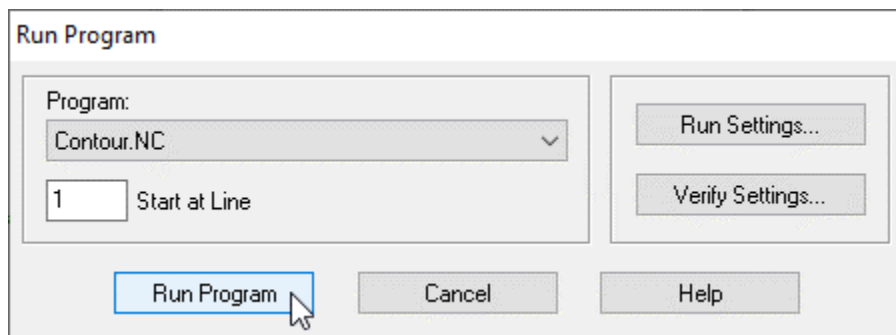 Run Program
Program:
Contour.NC
1 Start at Line
Run Settings...
Verify Settings...
Run Program Cancel Help